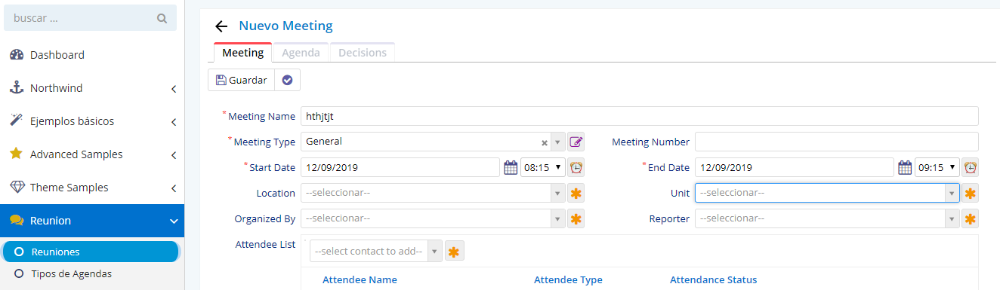 buscar ...
Dashboard
Northwind
Ejemplos básicos
Advanced Samples
Theme Samples
Reunion
Reuniones
Tipos de Agendas
Nuevo Meeting
Meeting Agenda Decisions
Guardar
*Meeting Name hthjtjt
*Meeting Type General Meeting Number
*Start Date 12/09/2019 08:15 *End Date 12/09/2019 09:15
Location --seleccionar-- Unit --seleccionar--
Organized By --seleccionar-- Reporter --seleccionar--
Attendee List --select contact to add--
Attendee Name Attendee Type Attendance Status